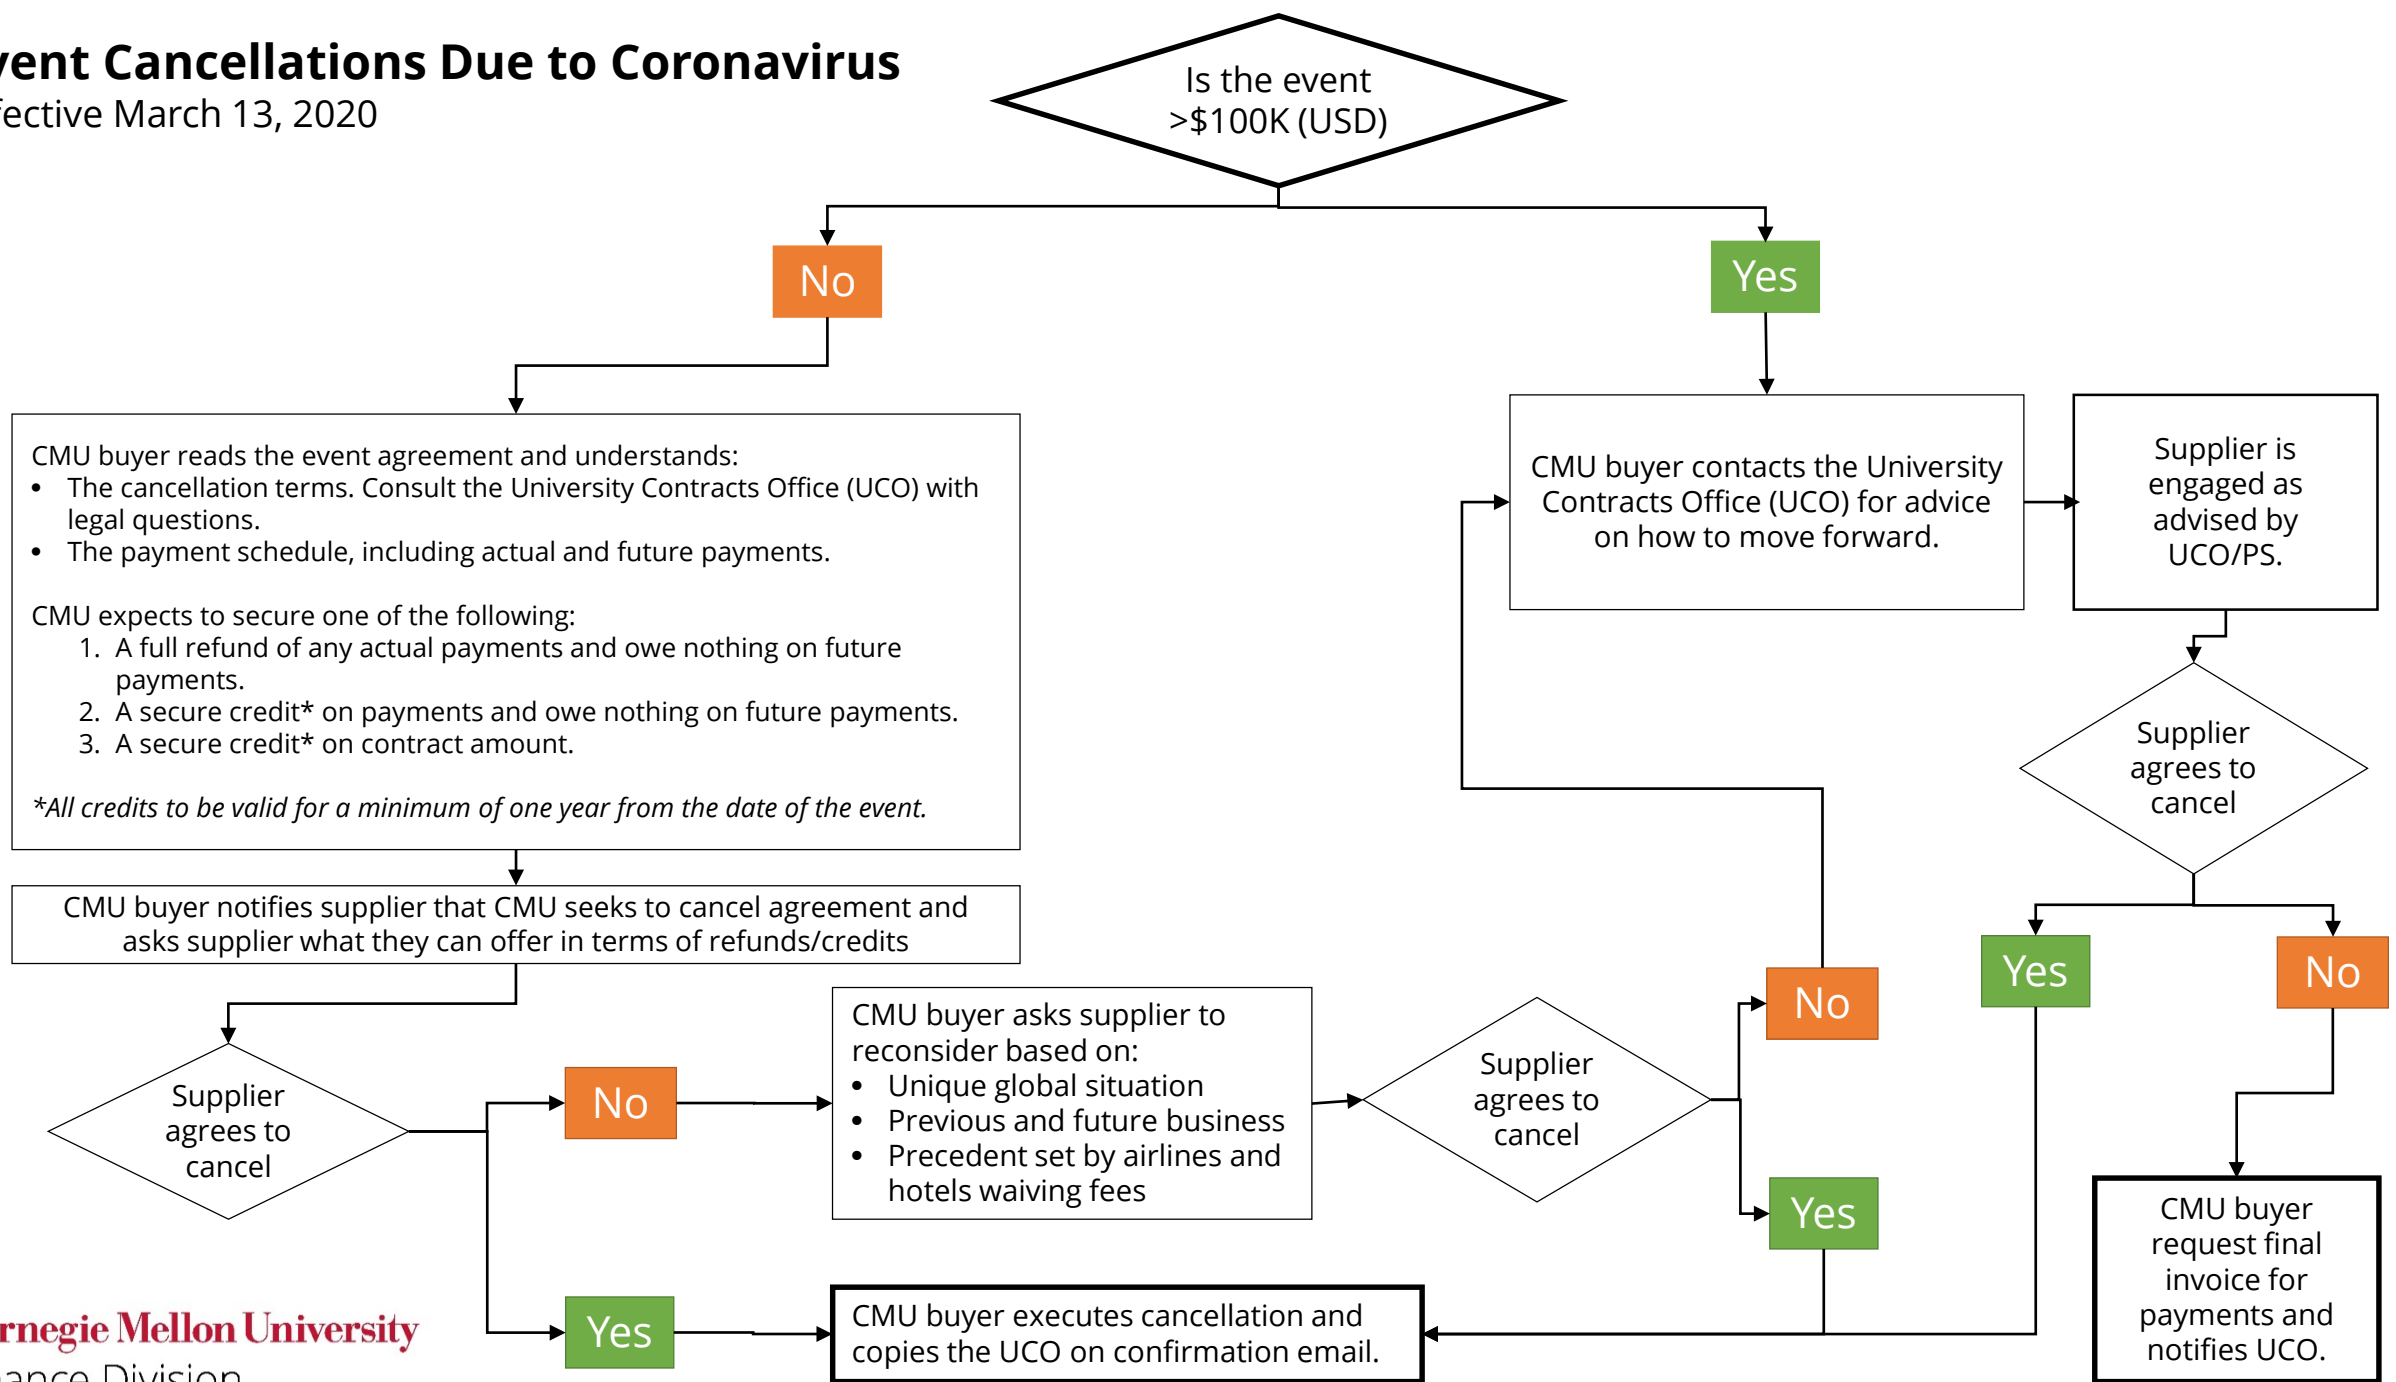 vent Cancellations Due to Coronavirus
fective March 13, 2020
Is the event
>$100K (USD)
No
Yes
CMU buyer reads the event agreement and understands:
• The cancellation terms. Consult the University Contracts Office (UCO) with
legal questions.
• The payment schedule, including actual and future payments.
CMU expects to secure one of the following:
1. A full refund of any actual payments and owe nothing on future
payments.
2. A secure credit* on payments and owe nothing on future payments.
3. A secure credit* on contract amount.
*All credits to be valid for a minimum of one year from the date of the event.
CMU buyer contacts the University
Contracts Office (UCO) for advice
on how to move forward.
Supplier is
engaged as
advised by
UCO/PS.
Supplier
agrees to
cancel
Yes
No
CMU buyer notifies supplier that CMU seeks to cancel agreement and
asks supplier what they can offer in terms of refunds/credits
Supplier
agrees to
cancel
No
Yes
CMU buyer asks supplier to
reconsider based on:
• Unique global situation
• Previous and future business
• Precedent set by airlines and
hotels waiving fees
Supplier
agrees to
cancel
No
Yes
CMU buyer executes cancellation and
copies the UCO on confirmation email.
CMU buyer
request final
invoice for
payments and
notifies UCO.
rnegie Mellon University
ance Division